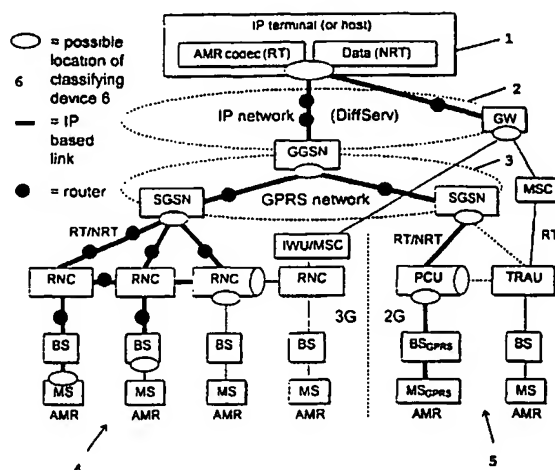 = possible
location of
classifying
device 6
6
= IP
based
link
= router
IP terminal (or host)
AMR codec (RT)
Data (NRT)
1
2
IP network (DiffServ)
GW
GGSN
3
MSC
SGSN
GPRS network
SGSN
RT/NRT
IWU/MSC
RT/NRT
RT
RNC
RNC
RNC
RNC
3G
2G
PCU
TRAU
BS
BS
BS
BS
BSGPRS
BS
MS
MS
MS
MS
MSGPRS
MS
AMR
AMR
AMR
AMR
AMR
AMR
5